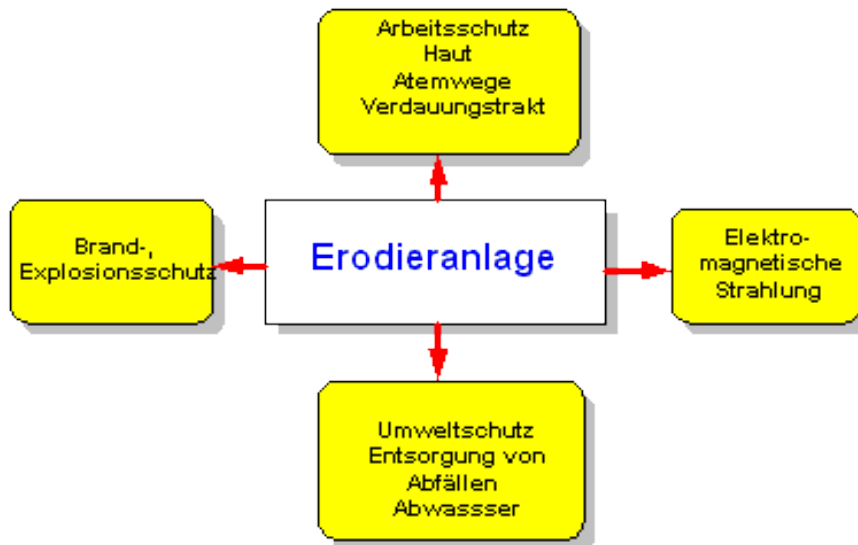 Arbeitsschutz
Haut
Atemwege
Verdauungstrakt
Brand-,
Explosionsschutz
Erodieranlage
Elektro-
magnetische
Strahlung
Umweltschutz
Entsorgung von
Abfällen
Abwassser